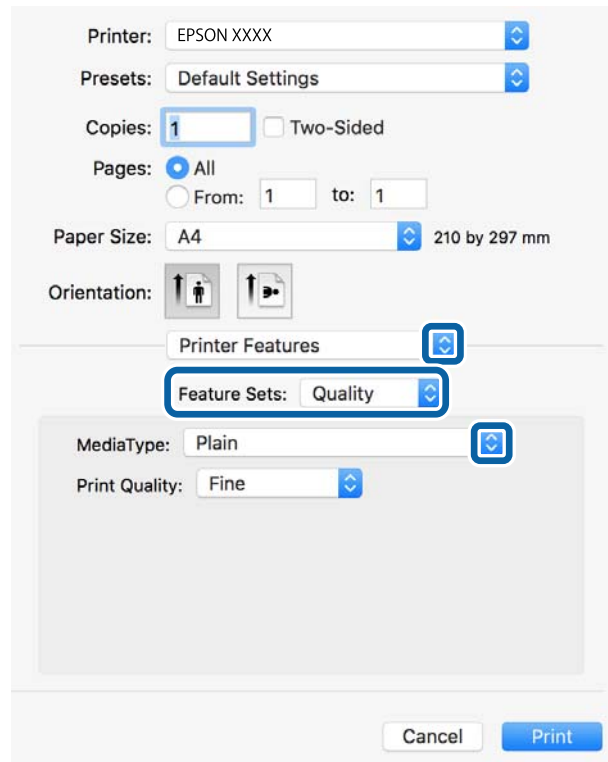 Printer: EPSON XXXX
Presets: Default Settings
Copies: 1 Two-Sided
Pages: All
From: 1 to: 1
Paper Size: A4 210 by 297 mm
Orientation:
Printer Features
Feature Sets: Quality
MediaType: Plain
Print Quality: Fine
Cancel Print